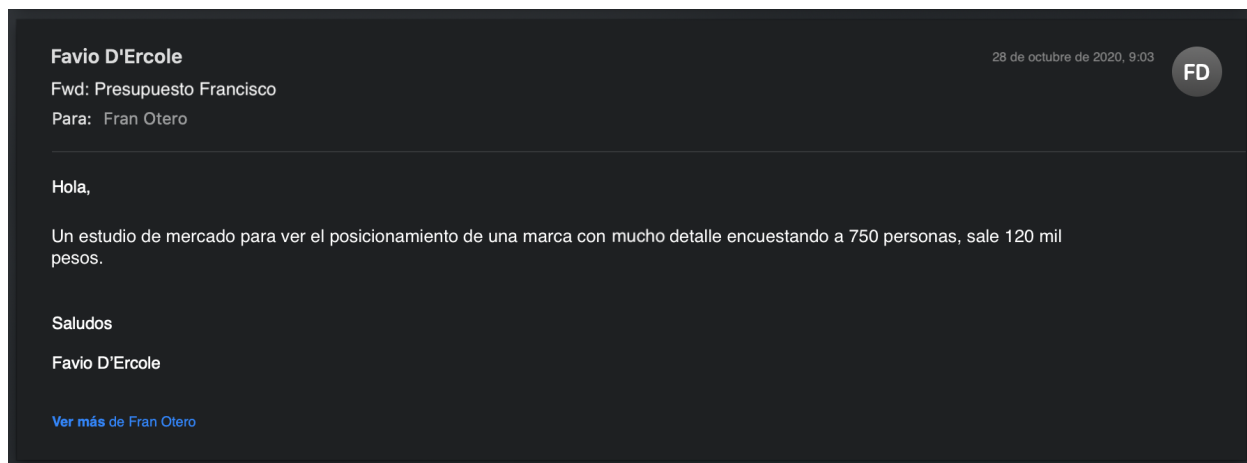 Favio D'Ercole
28 de octubre de 2020, 9:03
FD
Fwd: Presupuesto Francisco
Para: Fran Otero
Hola,
Un estudio de mercado para ver el posicionamiento de una marca con mucho detalle encuestando a 750 personas, sale 120 mil
pesos.
Saludos
Favio D’Ercole
Ver más de Fran Otero